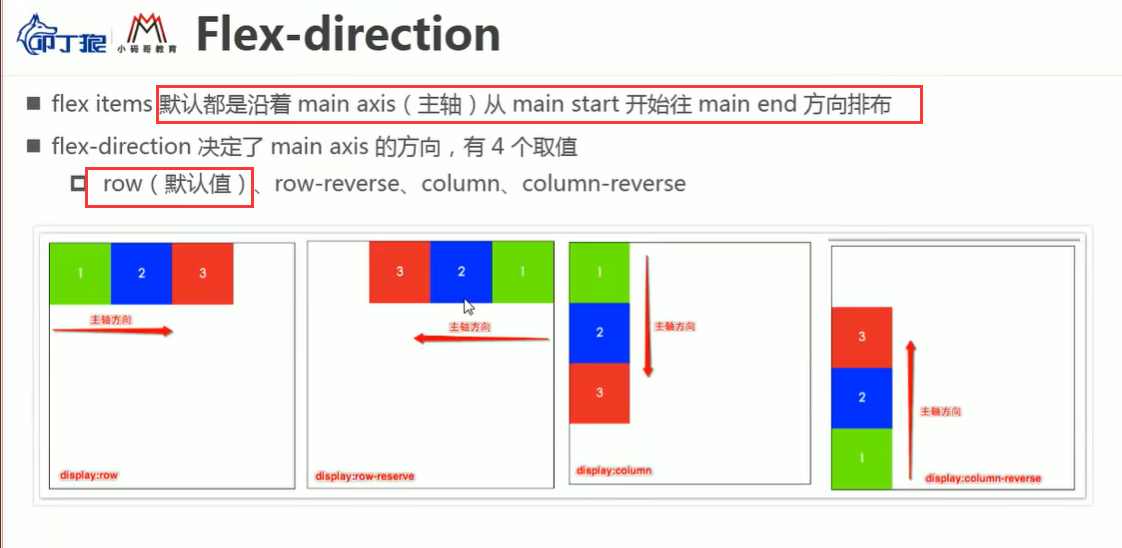 叩丁狼 小码哥教育 Flex-direction
flex items 默认都是沿着 main axis（主轴）从 main start 开始往 main end 方向排布
flex-direction 决定了 main axis 的方向，有 4 个取值
row（默认值）、row-reverse、column、column-reverse
1 2 3
主轴方向
display:row
3 2 1
主轴方向
display:row-reserve
1
2
3
主轴方向
display:column
3
2
1
主轴方向
display:column-reverse